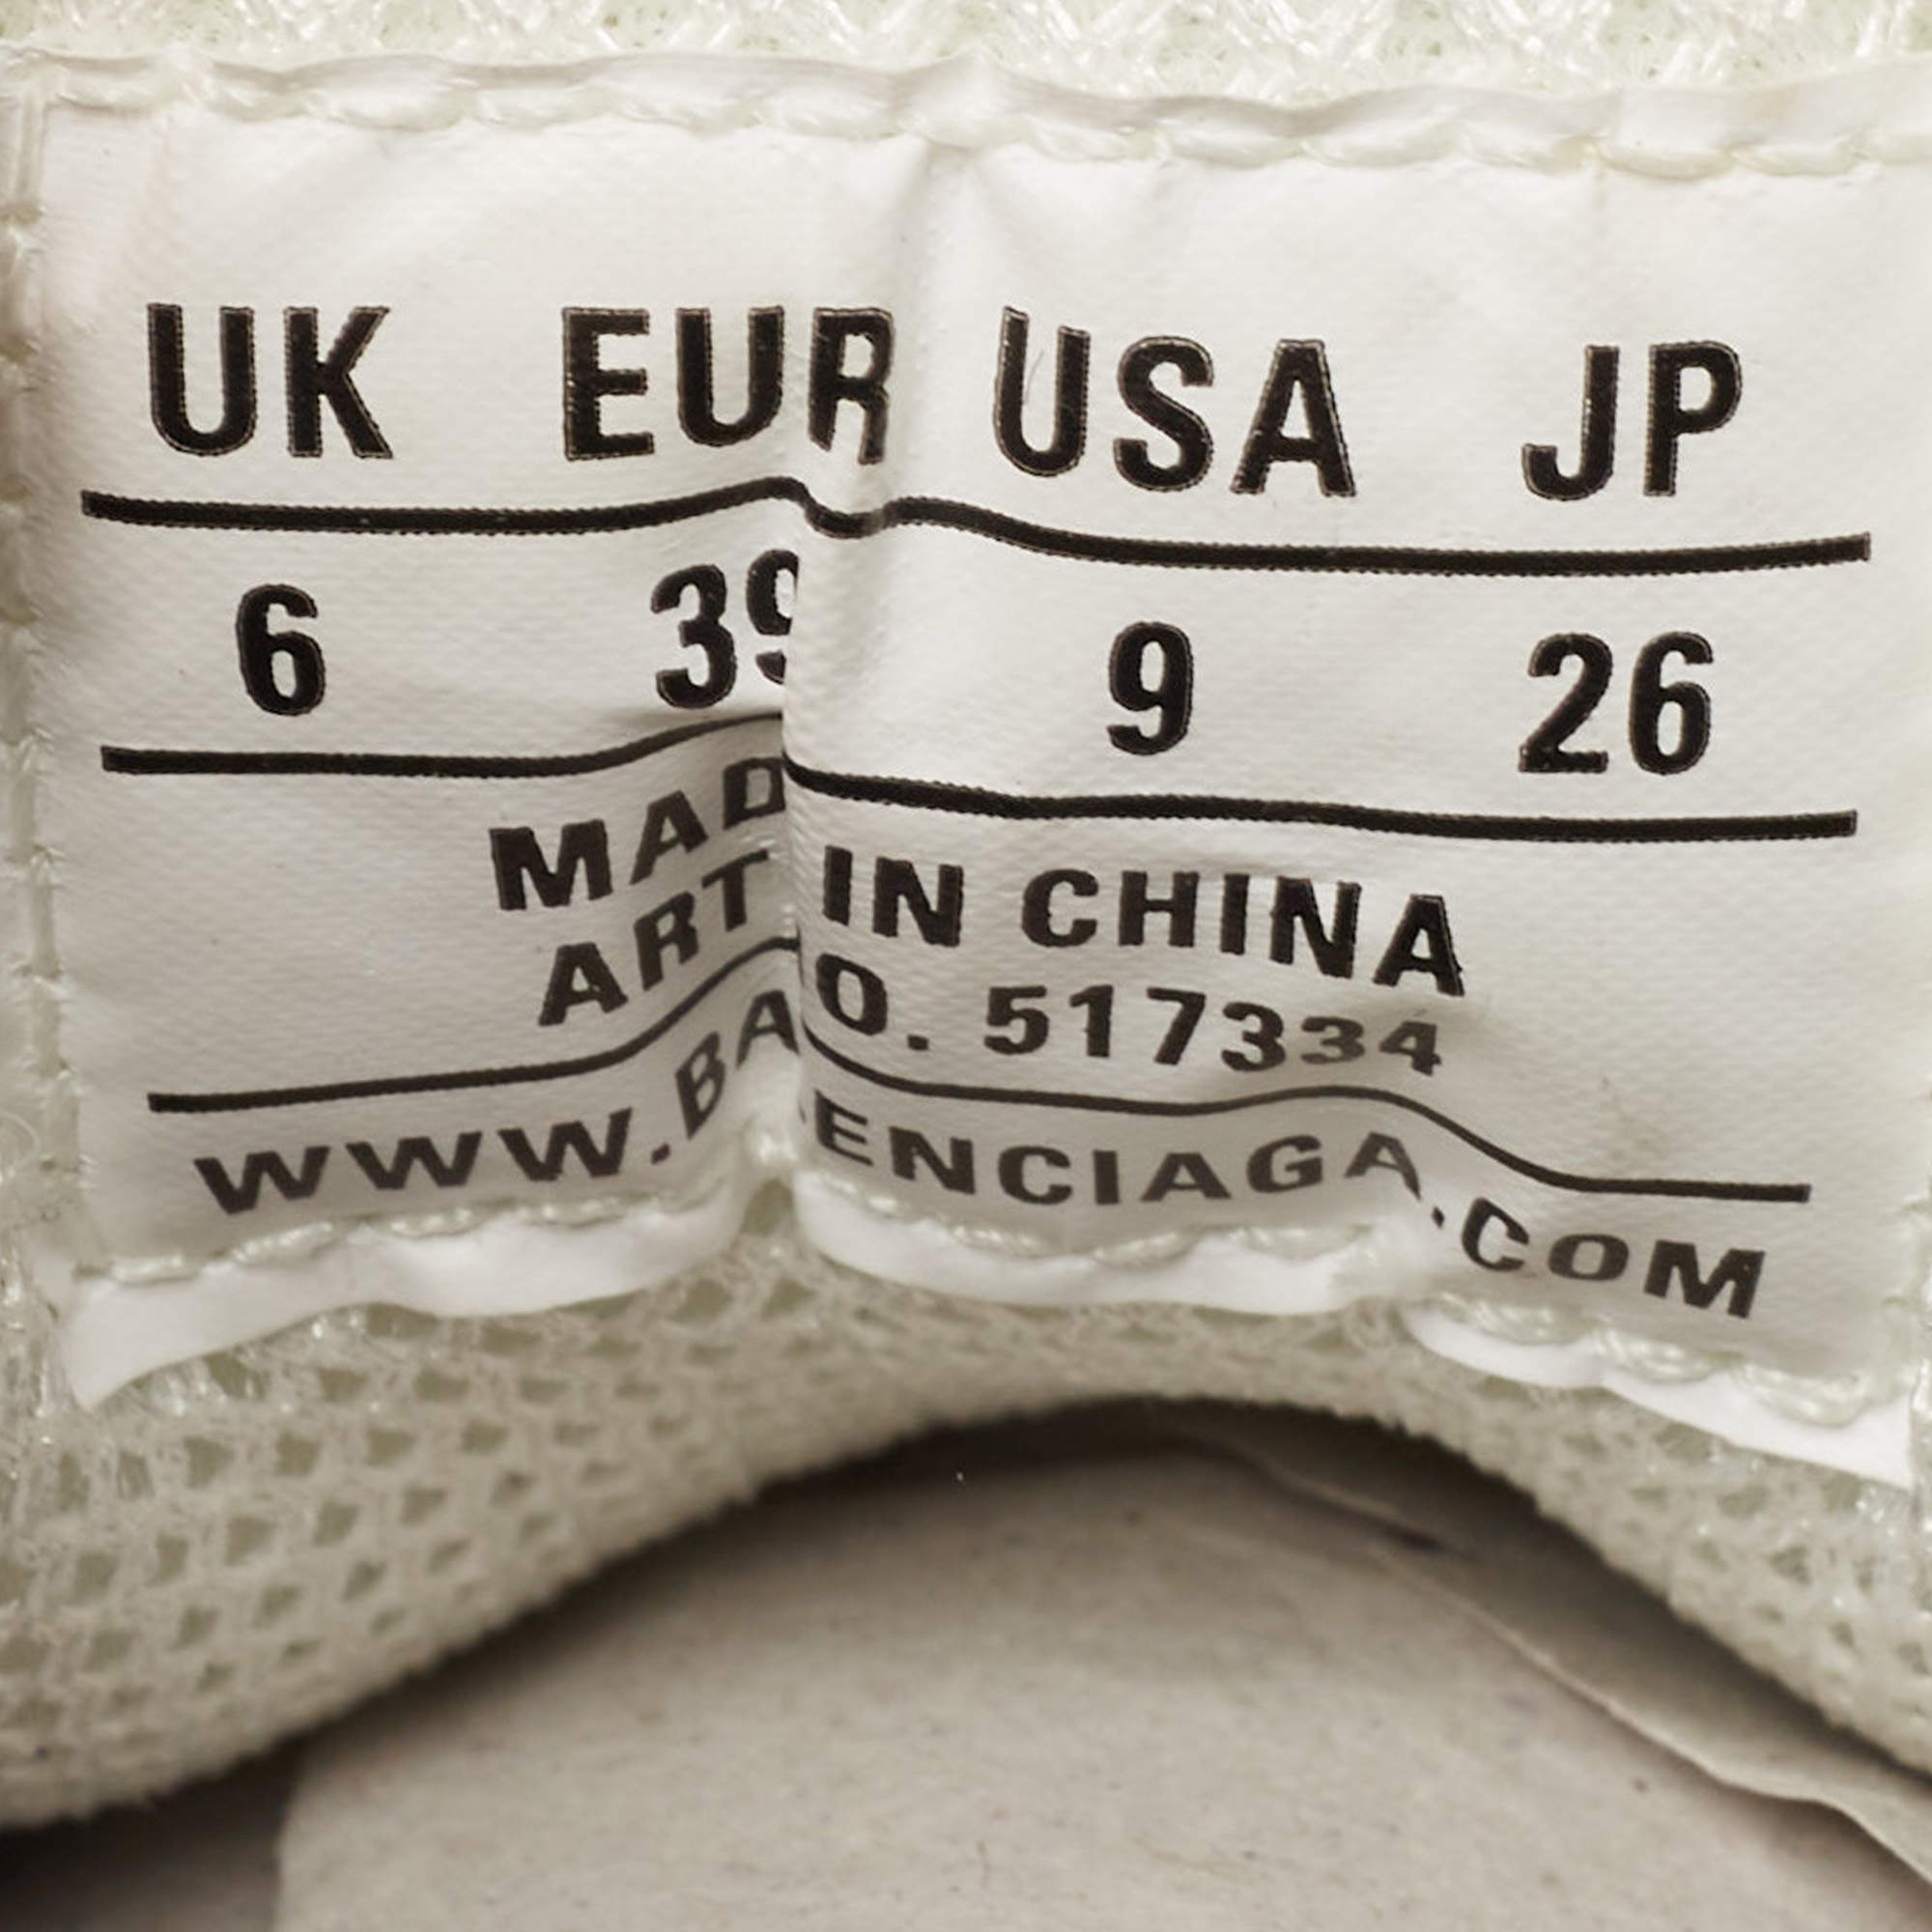 UK EUR USA JP
6 39 9 26
MAD IN CHINA
ART O. 517334
WWW.BA ENCIAGA.COM